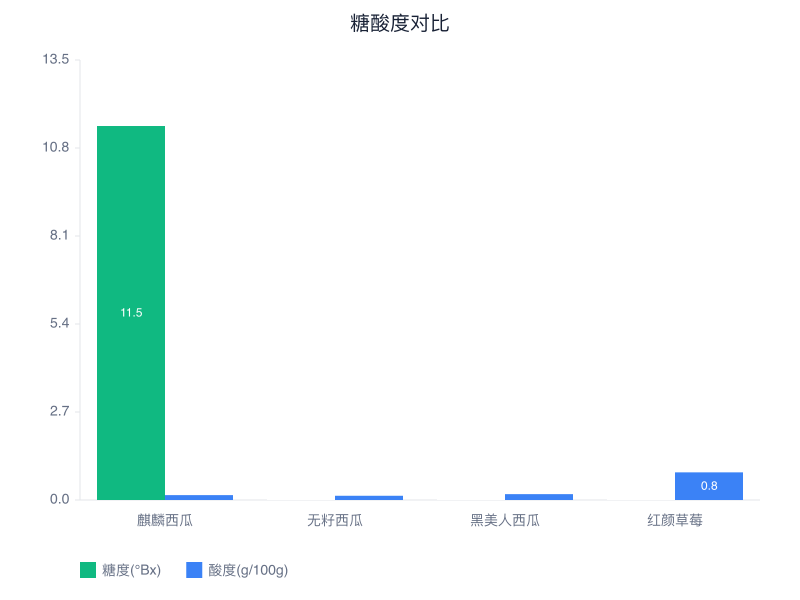 糖酸度对比
13.5
10.8
8.1
5.4
2.7
0.0
11.5
0.8
麒麟西瓜
无籽西瓜
黑美人西瓜
红颜草莓
糖度(°Bx)
酸度(g/100g)